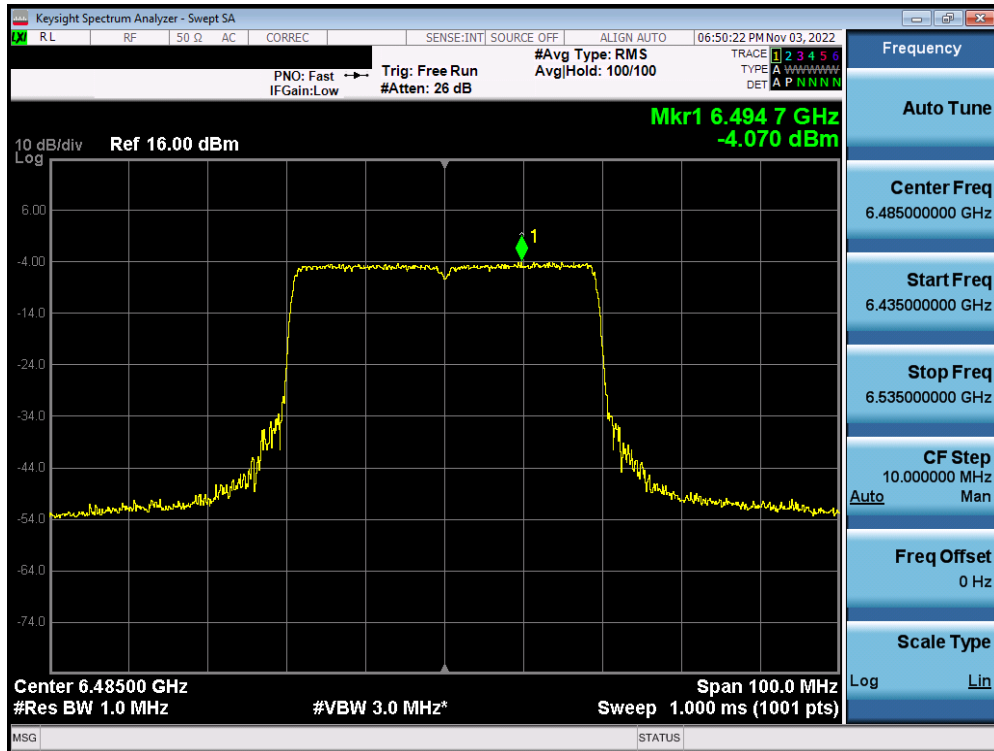 Keysight Spectrum Analyzer - Swept SA
LXI RL RF 50 Ω AC CORREC SENSE:INT SOURCE OFF ALIGN AUTO 06:50:22 PM Nov 03, 2022
PNO: Fast
IFGain:Low
Trig: Free Run
#Atten: 26 dB
#Avg Type: RMS
Avg|Hold: 100/100
TRACE 1 2 3 4 5 6
TYPE A WWWWW
DET A P N N N N
Mkr1 6.494 7 GHz
-4.070 dBm
10 dB/div Ref 16.00 dBm
Log
1
6.00
-4.00
-14.0
-24.0
-34.0
-44.0
-54.0
-64.0
-74.0
Center 6.48500 GHz Span 100.0 MHz
#Res BW 1.0 MHz #VBW 3.0 MHz* Sweep 1.000 ms (1001 pts)
MSG STATUS
Frequency
Auto Tune
Center Freq
6.485000000 GHz
Start Freq
6.435000000 GHz
Stop Freq
6.535000000 GHz
CF Step
10.000000 MHz
Auto Man
Freq Offset
0 Hz
Scale Type
Log Lin